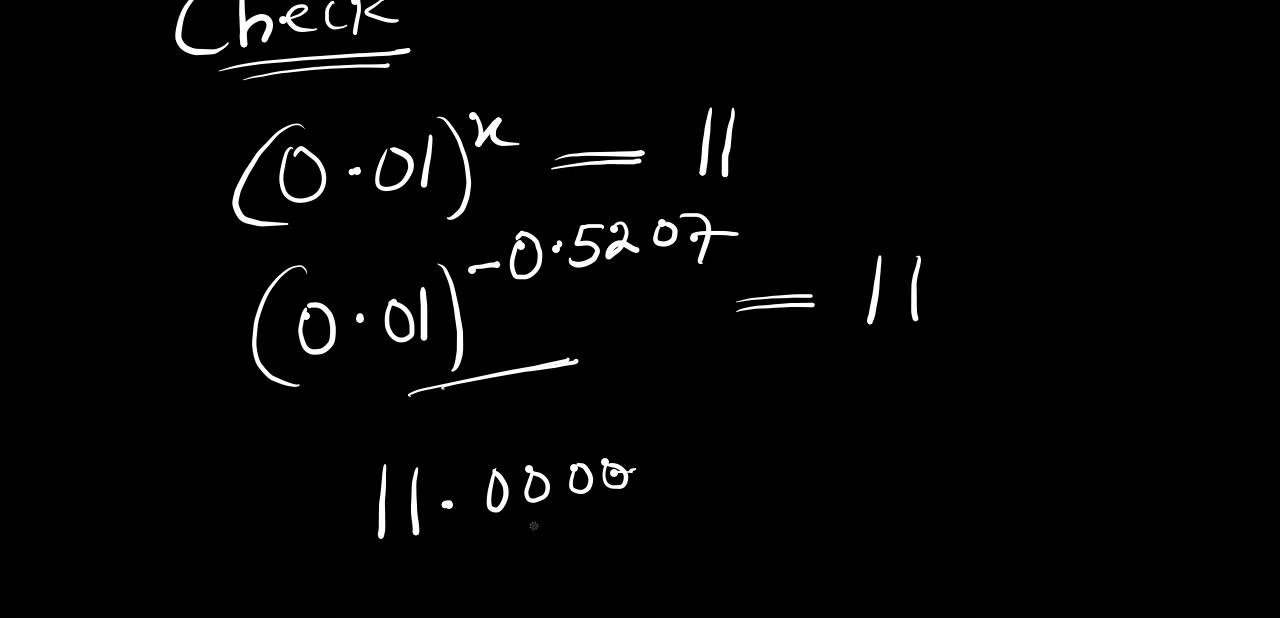 Check
(0.01)^x = 11
(0.01)^-0.5207 = 11
11.0000